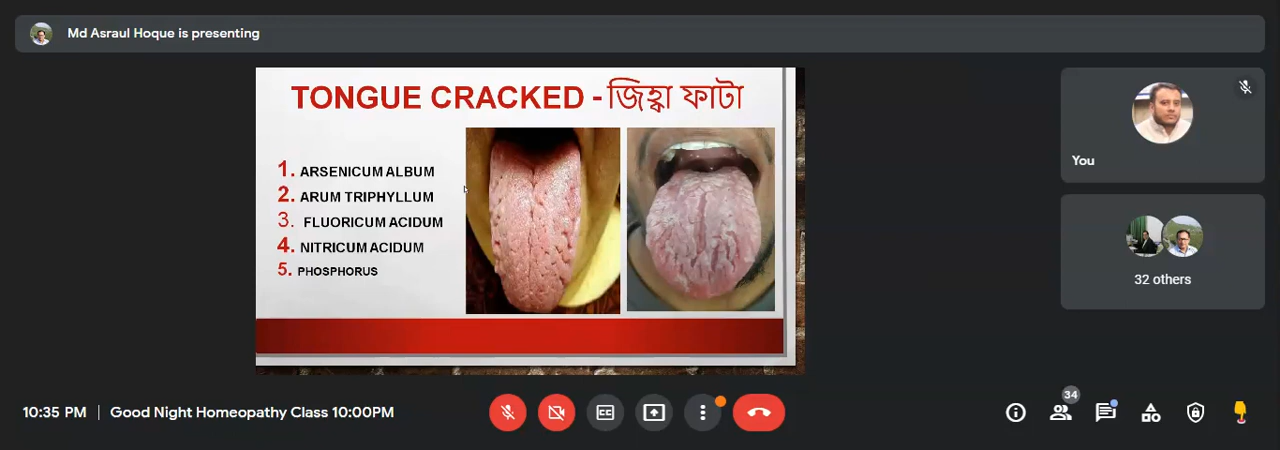 Md Asraul Hoque is presenting
TONGUE CRACKED - জিহ্বা ফাটা
1. ARSENICUM ALBUM
2. ARUM TRIPHYLLUM
3. FLUORICUM ACIDUM
4. NITRICUM ACIDUM
5. PHOSPHORUS
You
32 others
10:35 PM | Good Night Homeopathy Class 10:00PM
CC
34